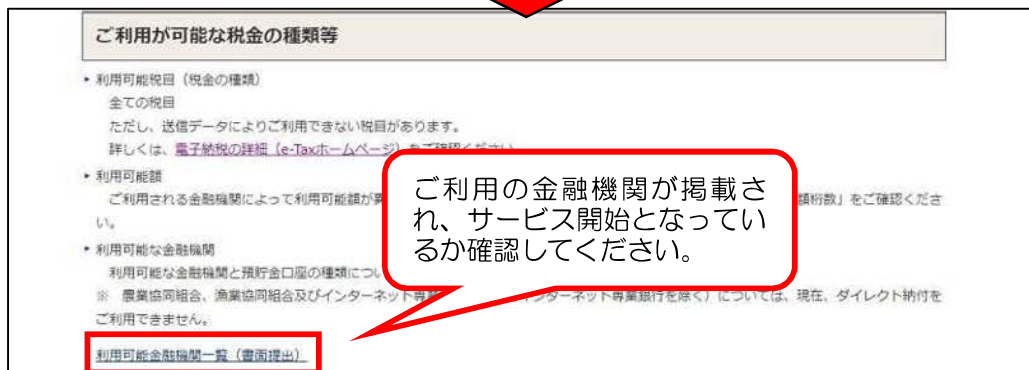 ご利用が可能な税金の種類等
・利用可能税目（税金の種類）
全ての税目
ただし、送信データによりご利用できない税目があります。
詳しくは、電子納税の詳細（e-Taxホームページ）をご確認ください
・利用可能額
ご利用される金融機関によって利用可能額が異
額桁数」をご確認くださ
い。
・利用可能な金融機関
利用可能な金融機関と預貯金口座の種類につい
※ 農業協同組合、漁業協同組合及びインターネット専業
ンターネット専業銀行を除く）については、現在、ダイレクト納付を
ご利用できません。
利用可能金融機関一覧（書面提出）
ご利用の金融機関が掲載さ
れ、サービス開始となってい
るか確認してください。